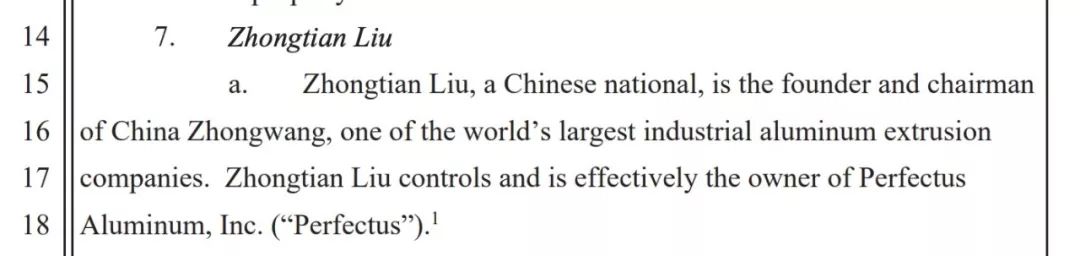 14 7. Zhongtian Liu
15 a. Zhongtian Liu, a Chinese national, is the founder and chairman
16 of China Zhongwang, one of the world’s largest industrial aluminum extrusion
17 companies. Zhongtian Liu controls and is effectively the owner of Perfectus
18 Aluminum, Inc. (“Perfectus”).1